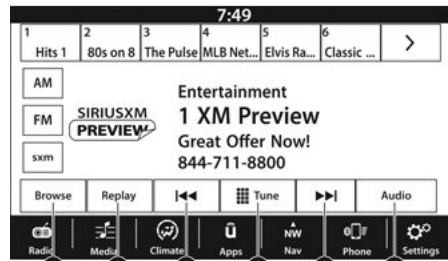 7:49
1 2 3 4 5 6
Hits 1 80s on 8 The Pulse MLB Net... Elvis Ra... Classic ...
AM
FM
sxm
SIRIUSXM
PREVIEW
Entertainment
1 XM Preview
Great Offer Now!
844-711-8800
Browse Replay Tune Audio
Radio Media Climate Apps Nav Phone Settings
û NW